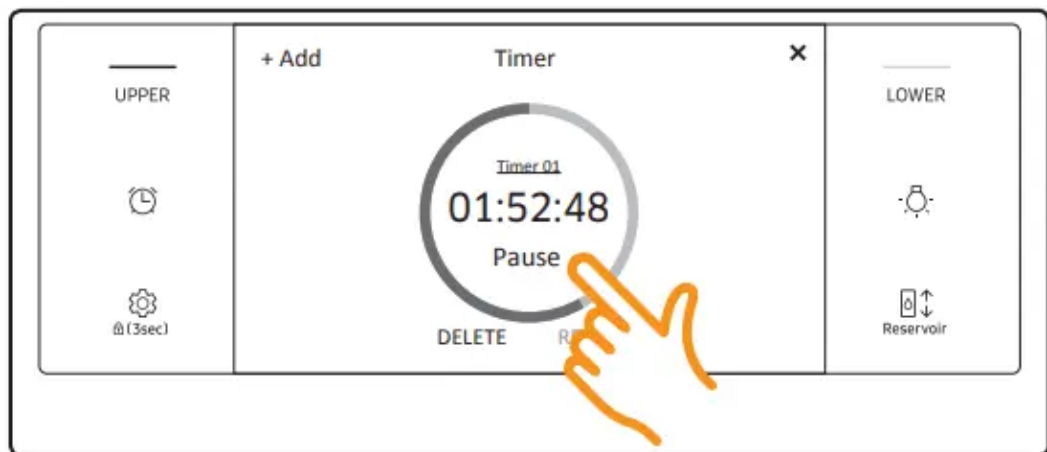 + Add Timer ×
UPPER
LOWER
Timer 01
01:52:48
Pause
(3sec)
Reservoir
DELETE